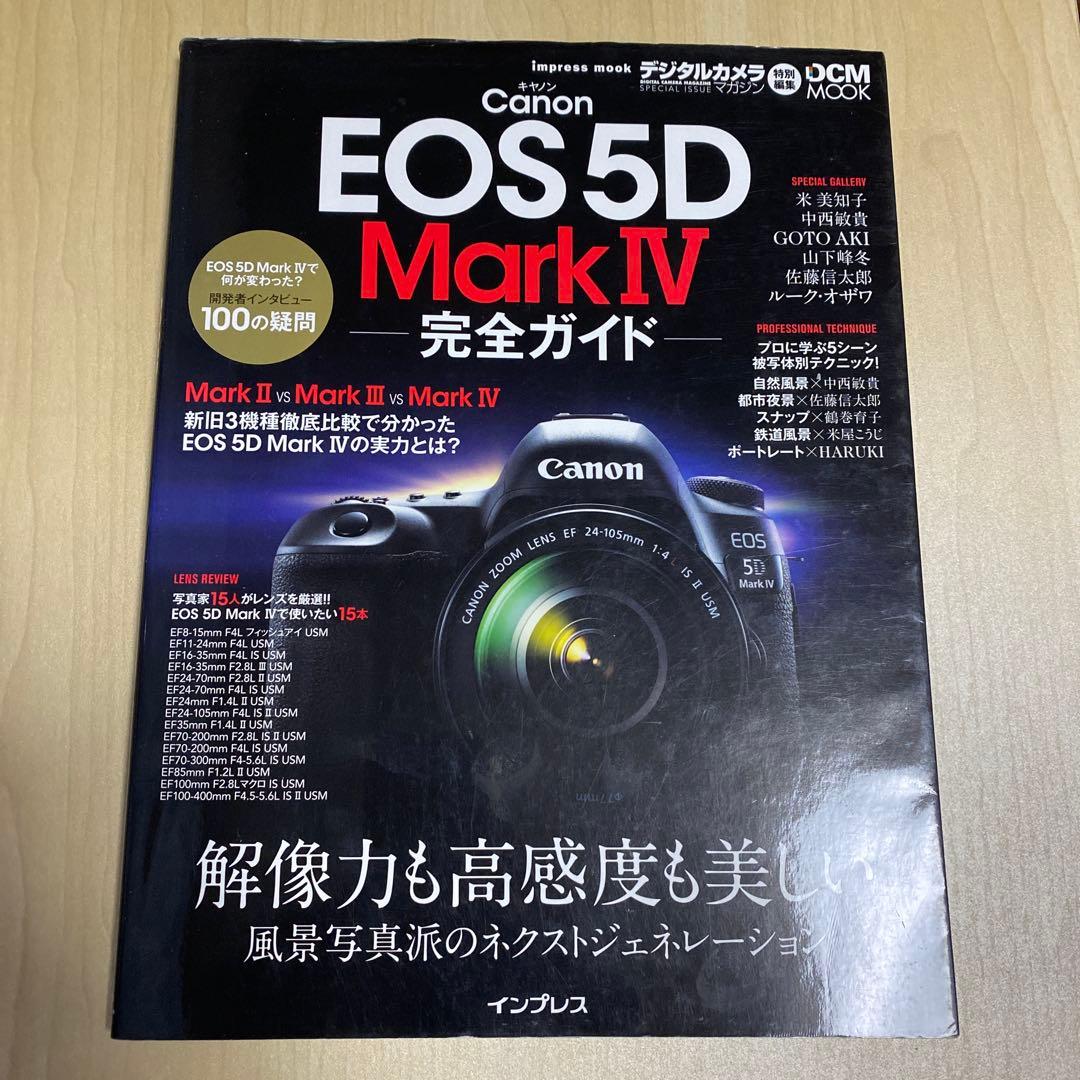 impress mook
デジタルカメラ
DIGITAL CAMERA MAGAZINE
SPECIAL ISSUE マガジン
特別
編集
DCM
MOOK
キヤノン
Canon
EOS 5D
Mark IV
完全ガイド
EOS 5D Mark IVで
何が変わった?
開発者インタビュー
100の疑問
SPECIAL GALLERY
米 美知子
中西敏貴
GOTO AKI
山下峰冬
佐藤信太郎
ルーク・オザワ
PROFESSIONAL TECHNIQUE
プロに学ぶ5シーン
被写体別テクニック!
自然風景×中西敏貴
都市夜景×佐藤信太郎
スナップ×鶴巻育子
鉄道風景×米屋こうじ
ポートレート×HARUKI
Mark II vs Mark III vs Mark IV
新旧3機種徹底比較で分かった
EOS 5D Mark IVの実力とは?
Canon
EOS
5D
Mark IV
CANON ZOOM LENS EF 24-105mm 1:4 L IS II USM
φ77mm
LENS REVIEW
写真家15人がレンズを厳選!!
EOS 5D Mark IVで使いたい15本
EF8-15mm F4L フィッシュアイ USM
EF11-24mm F4L USM
EF16-35mm F4L IS USM
EF16-35mm F2.8L III USM
EF24-70mm F2.8L II USM
EF24-70mm F4L IS USM
EF24mm F1.4L II USM
EF24-105mm F4L IS II USM
EF35mm F1.4L II USM
EF70-200mm F2.8L IS II USM
EF70-200mm F4L IS USM
EF70-300mm F4-5.6L IS USM
EF85mm F1.2L II USM
EF100mm F2.8Lマクロ IS USM
EF100-400mm F4.5-5.6L IS II USM
解像力も高感度も美しい
風景写真派のネクストジェネレーション
インプレス